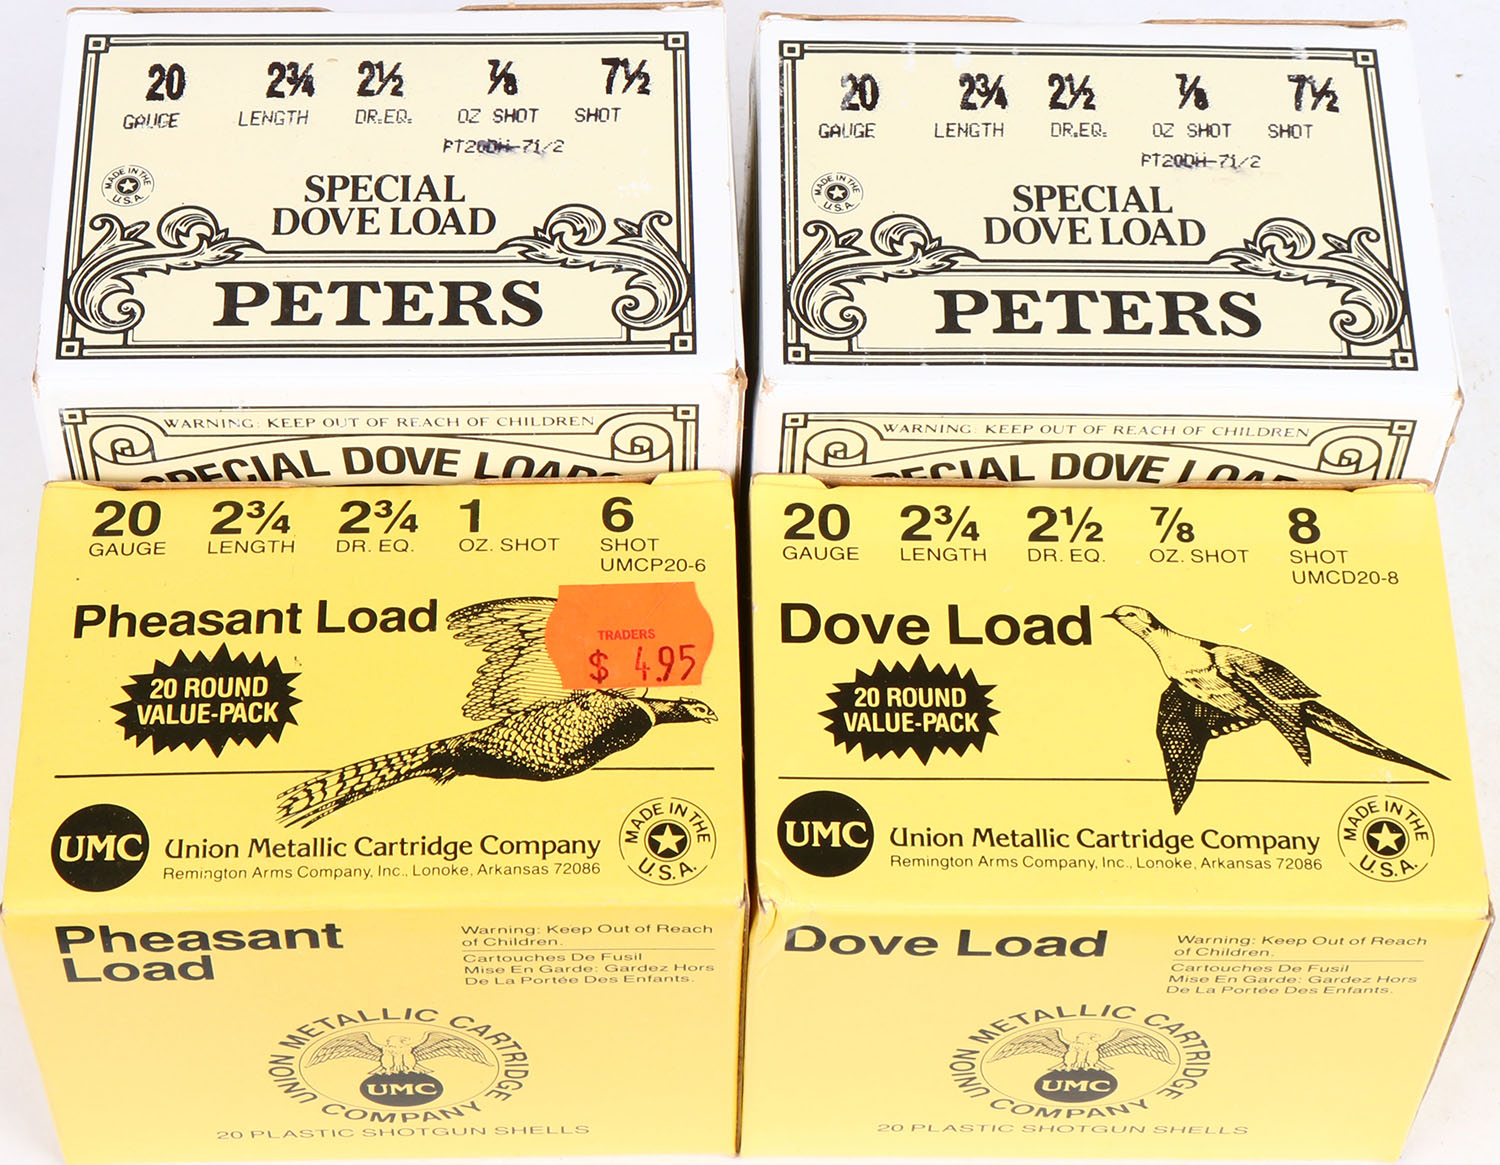 20 2¾ 2½ ⅞ 7½
GAUGE LENGTH DR.EQ. OZ SHOT SHOT
PT20DH-71/2
MADE IN THE U.S.A.
SPECIAL
DOVE LOAD
PETERS
WARNING: KEEP OUT OF REACH OF CHILDREN
SPECIAL DOVE LOADS
20 2¾ 2½ ⅞ 7½
GAUGE LENGTH DR.EQ. OZ SHOT SHOT
PT20DH-71/2
MADE IN THE U.S.A.
SPECIAL
DOVE LOAD
PETERS
WARNING: KEEP OUT OF REACH OF CHILDREN
SPECIAL DOVE LOA
20 2¾ 2¾ 1 6
GAUGE LENGTH DR. EQ. OZ. SHOT SHOT
UMCP20-6
Pheasant Load
TRADERS
$ 4.95
20 ROUND
VALUE-PACK
UMC
Union Metallic Cartridge Company
Remington Arms Company, Inc., Lonoke, Arkansas 72086
MADE IN THE U.S.A.
Pheasant
Load
Warning: Keep Out of Reach
of Children.
Cartouches De Fusil
Mise En Garde: Gardez Hors
De La Portée Des Enfants.
UNION METALLIC CARTRIDGE COMPANY
UMC
20 PLASTIC SHOTGUN SHELLS
20 2¾ 2½ ⅞ 8
GAUGE LENGTH DR. EQ. OZ. SHOT SHOT
UMCD20-8
Dove Load
20 ROUND
VALUE-PACK
UMC
Union Metallic Cartridge Company
Remington Arms Company, Inc., Lonoke, Arkansas 72086
MADE IN THE U.S.A.
Dove Load
Warning: Keep Out of Reach
of Children.
Cartouches De Fusil
Mise En Garde: Gardez Hors
De La Portée Des Enfants.
UNION METALLIC CARTRIDGE COMPANY
UMC
20 PLASTIC SHOTGUN SHELLS